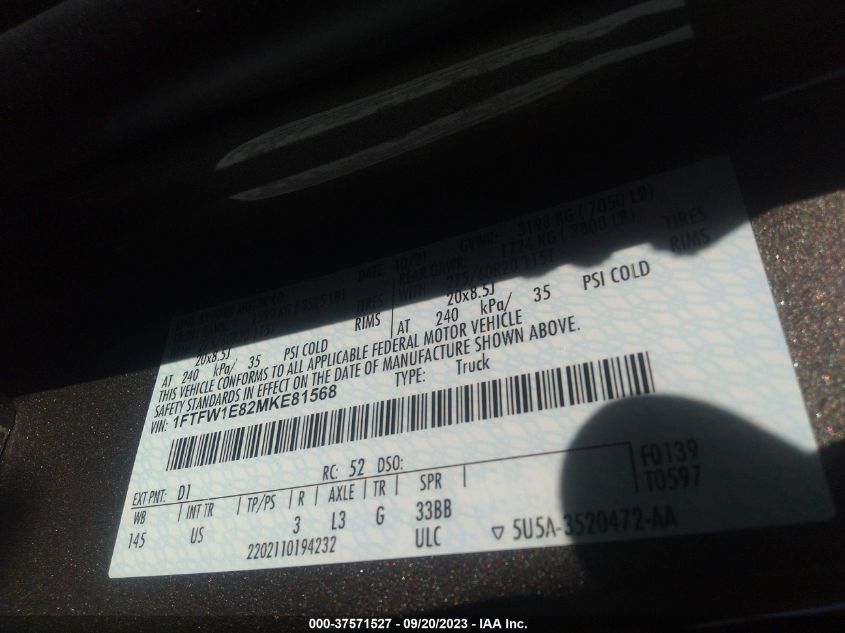 DATE: 10/21 GVWR: 3198 KG ( 7050 LB)
REAR GAWR: 1724 KG ( 3800 LB)
WITH 275/60R20 115T TIRES
20x8.5J RIMS
AT 240 kPa/ 35 PSI COLD
TIRES
20x8.5J RIMS
AT 240 kPa/ 35 PSI COLD
THIS VEHICLE CONFORMS TO ALL APPLICABLE FEDERAL MOTOR VEHICLE
SAFETY STANDARDS IN EFFECT ON THE DATE OF MANUFACTURE SHOWN ABOVE.
VIN: 1FTFW1E82MKE81568
TYPE: Truck
EXT PNT: D1 RC: 52 DSO:
WB INT TR TP/PS R AXLE TR SPR
145 US 3 L3 G 33BB
2202110194232 ULC
F0139
T0597
5U5A-3520472-AA
000-37571527 - 09/20/2023 - IAA Inc.